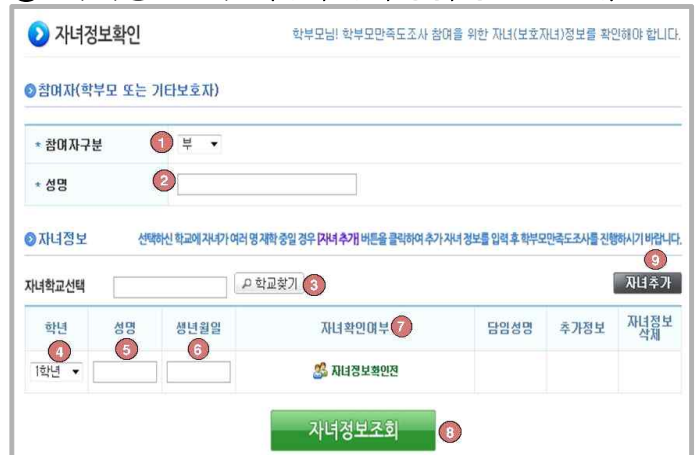 자녀정보확인
학부모님! 학부모만족도조사 참여를 위한 자녀(보호자녀)정보를 확인해야 합니다.
참여자(학부모 또는 기타보호자)
* 참여자구분 1 부
* 성명 2
자녀정보 선택하신 학교에 자녀가 여러 명 재학 중일 경우 [자녀 추가] 버튼을 클릭하여 추가 자녀 정보를 입력 후 학부모만족도조사를 진행하시기 바랍니다.
9
자녀학교선택 학교찾기 3 자녀추가
학년 성명 생년월일 자녀확인여부 7 담임성명 추가정보 자녀정보
삭제
4 5 6
1학년 자녀정보확인전
자녀정보조회 8